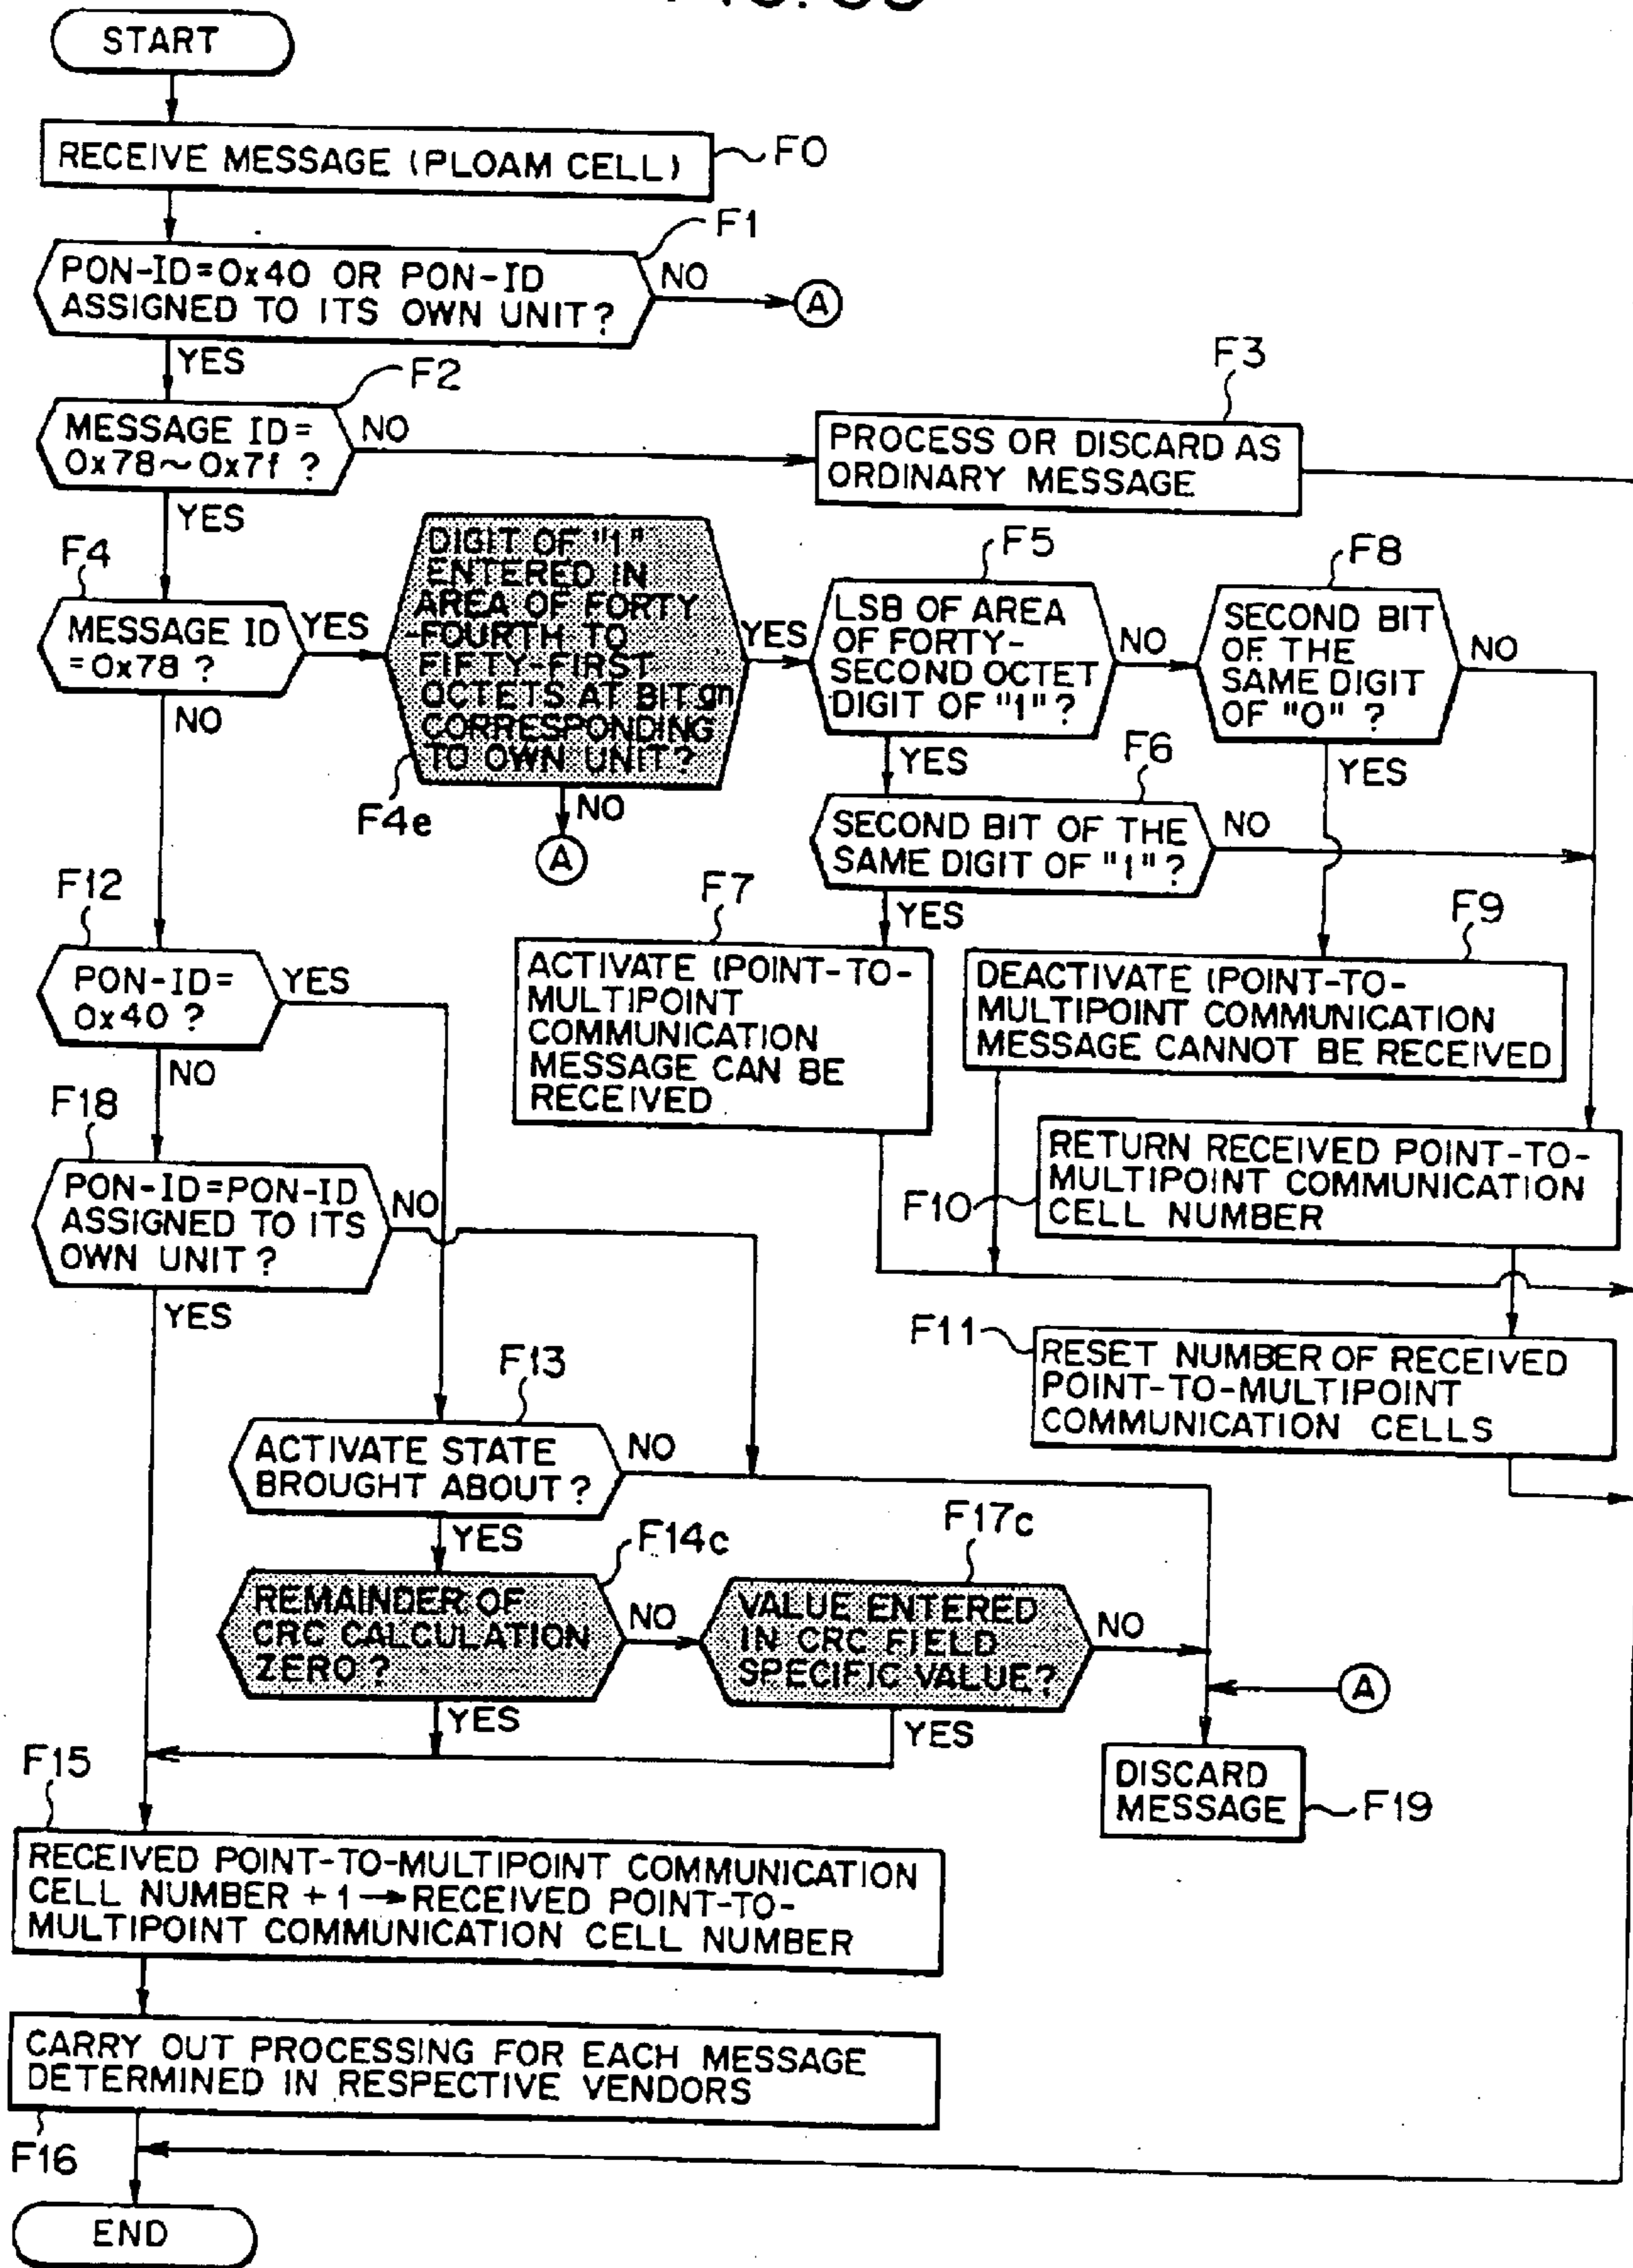 START
RECEIVE MESSAGE (PLOAM CELL)
F0
F1
PON-ID=0x40 OR PON-ID
ASSIGNED TO ITS OWN UNIT?
NO
A
YES
F2
MESSAGE ID=
0x78~0x7f ?
NO
F3
PROCESS OR DISCARD AS
ORDINARY MESSAGE
YES
F4
MESSAGE ID
=0x78 ?
YES
NO
DIGIT OF "1"
ENTERED IN
AREA OF FORTY
-FOURTH TO
FIFTY-FIRST
OCTETS AT BIT gn
CORRESPONDING
TO OWN UNIT?
F4e
YES
NO
A
F5
LSB OF AREA
OF FORTY-
SECOND OCTET
DIGIT OF "1" ?
NO
YES
F8
SECOND BIT
OF THE
SAME DIGIT
OF "0" ?
NO
YES
F6
SECOND BIT OF THE
SAME DIGIT OF "1" ?
NO
YES
F7
ACTIVATE (POINT-TO-
MULTIPOINT
COMMUNICATION
MESSAGE CAN BE
RECEIVED
F9
DEACTIVATE (POINT-TO-
MULTIPOINT COMMUNICATION
MESSAGE CANNOT BE RECEIVED
F10
RETURN RECEIVED POINT-TO-
MULTIPOINT COMMUNICATION
CELL NUMBER
F11
RESET NUMBER OF RECEIVED
POINT-TO-MULTIPOINT
COMMUNICATION CELLS
F12
PON-ID=
0x40 ?
YES
NO
F18
PON-ID=PON-ID
ASSIGNED TO ITS
OWN UNIT ?
NO
YES
F13
ACTIVATE STATE
BROUGHT ABOUT ?
NO
YES
F14c
REMAINDER OF
CRC CALCULATION
ZERO ?
NO
YES
F17c
VALUE ENTERED
IN CRC FIELD
SPECIFIC VALUE?
NO
YES
A
DISCARD
MESSAGE
F19
F15
RECEIVED POINT-TO-MULTIPOINT COMMUNICATION
CELL NUMBER + 1 → RECEIVED POINT-TO-
MULTIPOINT COMMUNICATION CELL NUMBER
CARRY OUT PROCESSING FOR EACH MESSAGE
DETERMINED IN RESPECTIVE VENDORS
F16
END